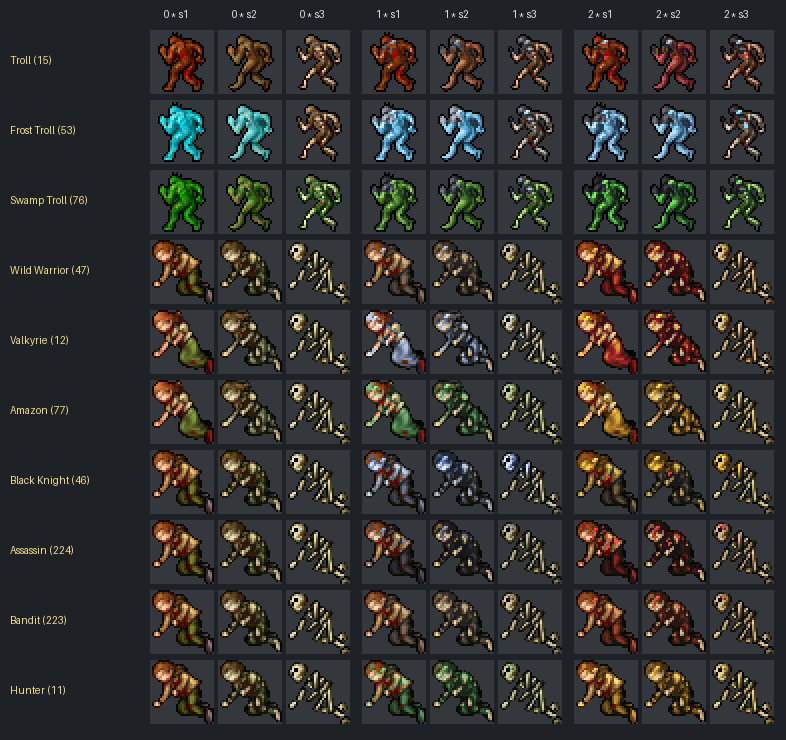 0★ s1 0★ s2 0★ s3 1★ s1 1★ s2 1★ s3 2★ s1 2★ s2 2★ s3
Troll (15)
Frost Troll (53)
Swamp Troll (76)
Wild Warrior (47)
Valkyrie (12)
Amazon (77)
Black Knight (46)
Assassin (224)
Bandit (223)
Hunter (11)